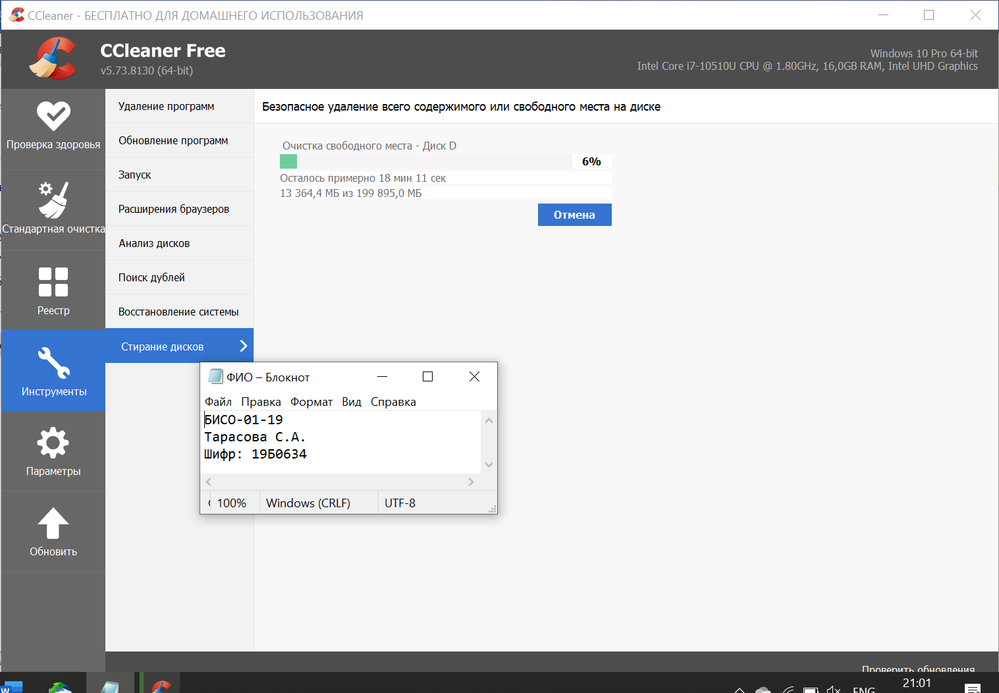 CCleaner - БЕСПЛАТНО ДЛЯ ДОМАШНЕГО ИСПОЛЬЗОВАНИЯ
CCleaner Free
v5.73.8130 (64-bit)
Windows 10 Pro 64-bit
Intel Core i7-10510U CPU @ 1.80GHz, 16,0GB RAM, Intel UHD Graphics
Проверка здоровья
Стандартная очистка
Реестр
Инструменты
Параметры
Обновить
Удаление программ
Обновление программ
Запуск
Расширения браузеров
Анализ дисков
Поиск дублей
Восстановление системы
Стирание дисков
Безопасное удаление всего содержимого или свободного места на диске
Очистка свободного места - Диск D
6%
Осталось примерно 18 мин 11 сек
13 364,4 МБ из 199 895,0 МБ
Отмена
ФИО – Блокнот
Файл Правка Формат Вид Справка
БИСО-01-19
Тарасова С.А.
Шифр: 19Б0634
100% Windows (CRLF) UTF-8
Проверить обновления
W
ENG
21:01